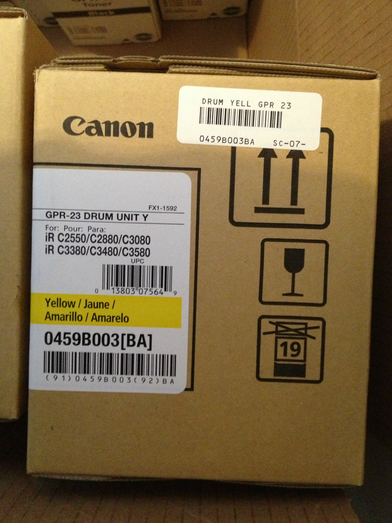 Toner
Black
DRUM YELL GPR 23
0459B003BA SC-07-
Canon
FX1-1592
GPR-23 DRUM UNIT Y
For: Pour: Para:
iR C2550/C2880/C3080
iR C3380/C3480/C3580
UPC
0 13803 07564 9
Yellow / Jaune /
Amarillo / Amarelo
0459B003[BA]
(91)0459B003(92)BA
19